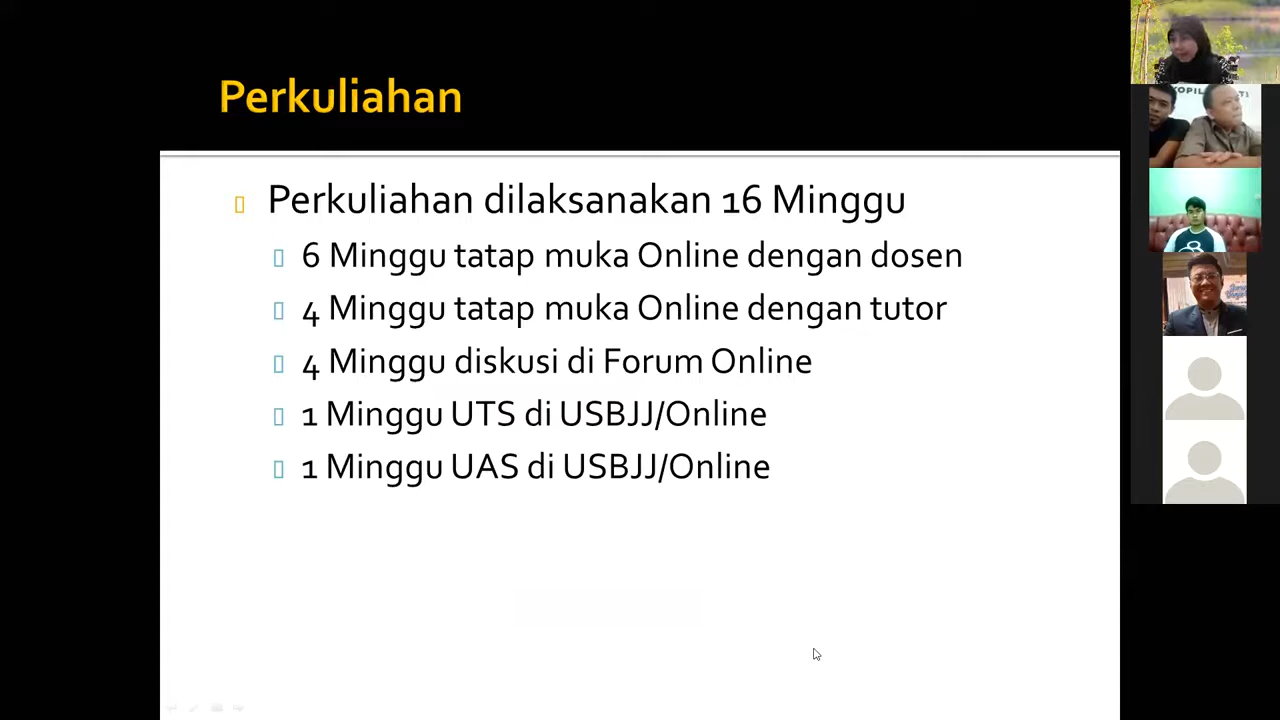 Perkuliahan
Perkuliahan dilaksanakan 16 Minggu
6 Minggu tatap muka Online dengan dosen
4 Minggu tatap muka Online dengan tutor
4 Minggu diskusi di Forum Online
1 Minggu UTS di USBJJ/Online
1 Minggu UAS di USBJJ/Online